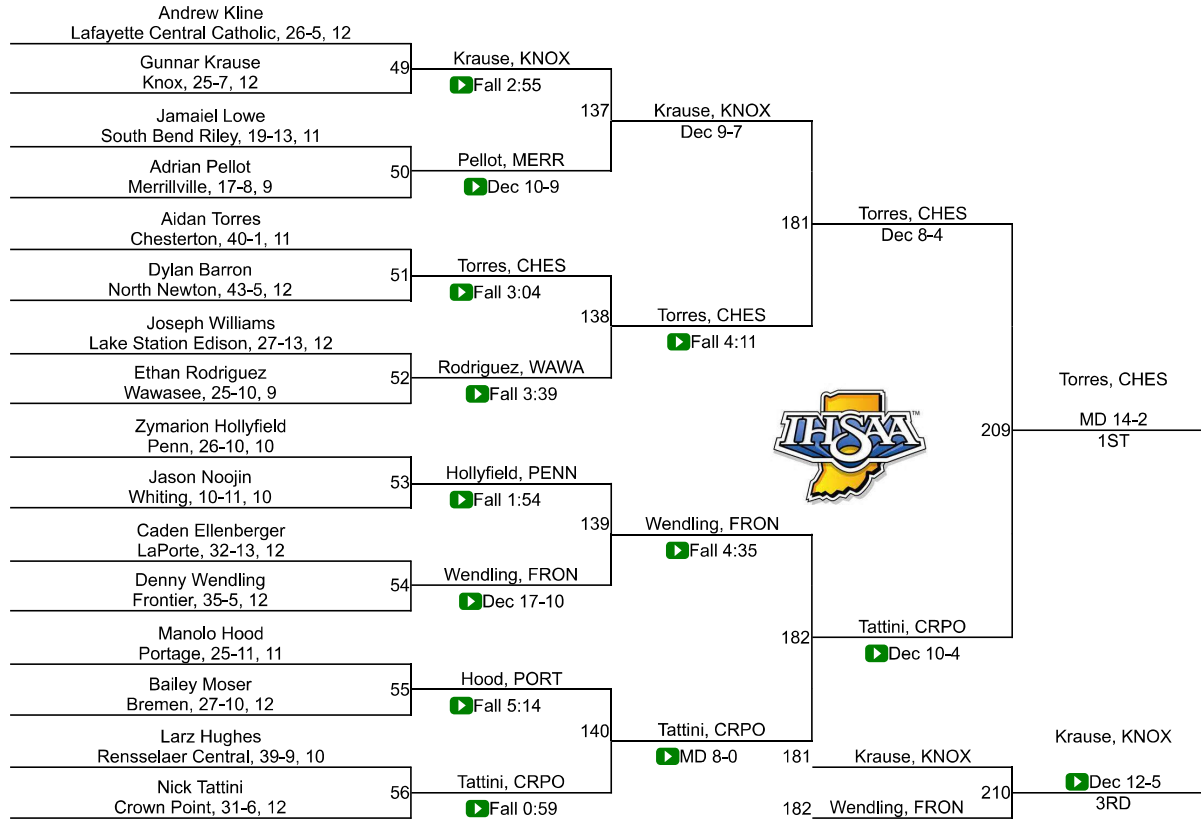 Andrew Kline
Lafayette Central Catholic, 26-5, 12
Gunnar Krause
Knox, 25-7, 12
49
Krause, KNOX
Fall 2:55
Jamaiel Lowe
South Bend Riley, 19-13, 11
Adrian Pellot
Merrillville, 17-8, 9
50
Pellot, MERR
Dec 10-9
137
Krause, KNOX
Dec 9-7
Aidan Torres
Chesterton, 40-1, 11
Dylan Barron
North Newton, 43-5, 12
51
Torres, CHES
Fall 3:04
Joseph Williams
Lake Station Edison, 27-13, 12
Ethan Rodriguez
Wawasee, 25-10, 9
52
Rodriguez, WAWA
Fall 3:39
138
Torres, CHES
Fall 4:11
181
Torres, CHES
Dec 8-4
Zymarion Hollyfield
Penn, 26-10, 10
Jason Noojin
Whiting, 10-11, 10
53
Hollyfield, PENN
Fall 1:54
Caden Ellenberger
LaPorte, 32-13, 12
Denny Wendling
Frontier, 35-5, 12
54
Wendling, FRON
Dec 17-10
139
Wendling, FRON
Fall 4:35
Manolo Hood
Portage, 25-11, 11
Bailey Moser
Bremen, 27-10, 12
55
Hood, PORT
Fall 5:14
Larz Hughes
Rensselaer Central, 39-9, 10
Nick Tattini
Crown Point, 31-6, 12
56
Tattini, CRPO
Fall 0:59
140
Tattini, CRPO
MD 8-0
182
Tattini, CRPO
Dec 10-4
IHSAA™
209
Torres, CHES
MD 14-2
1ST
181
Krause, KNOX
182
Wendling, FRON
210
Krause, KNOX
Dec 12-5
3RD